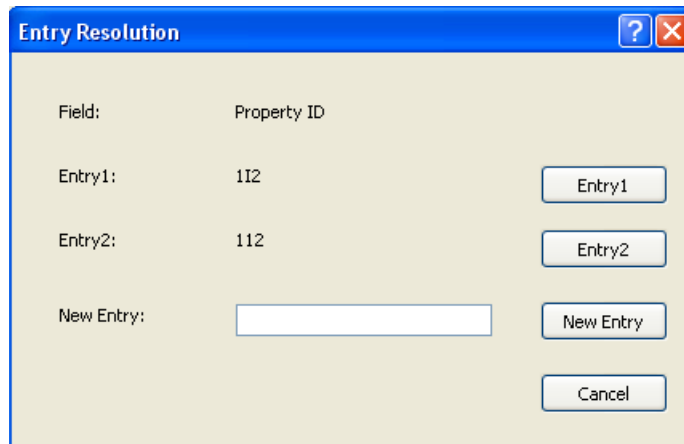 Entry Resolution
Field: Property ID
Entry1: 1I2 Entry1
Entry2: 112 Entry2
New Entry: New Entry
Cancel